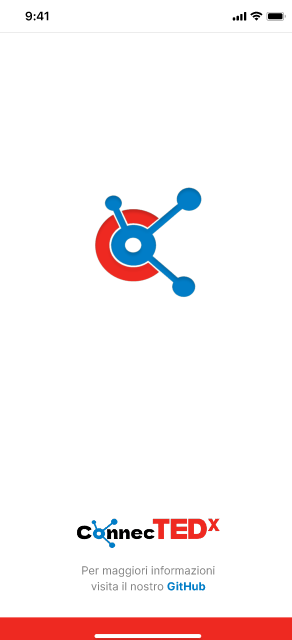 9:41
ConnecTEDx
Per maggiori informazioni
visita il nostro GitHub